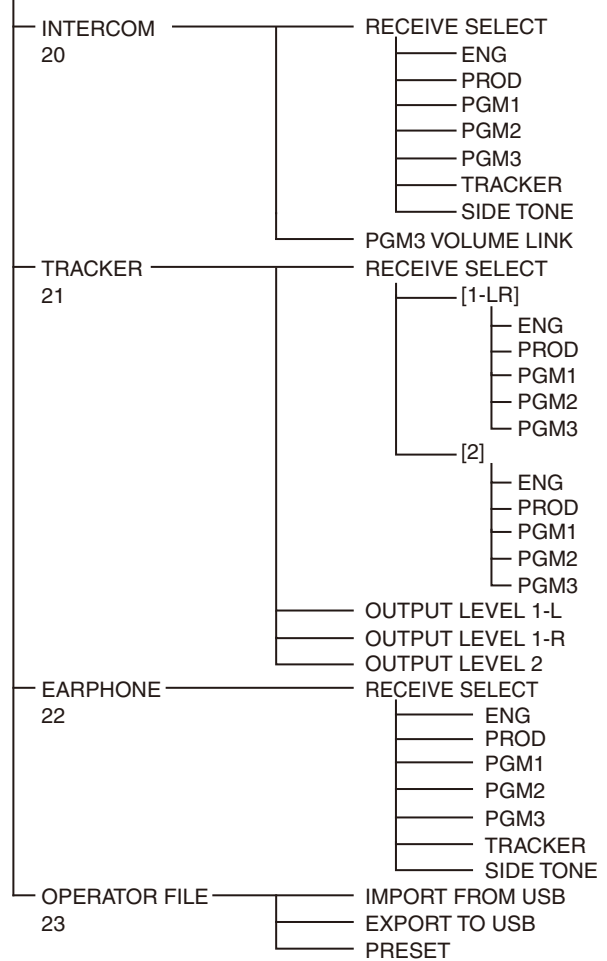 INTERCOM RECEIVE SELECT
20
ENG
PROD
PGM1
PGM2
PGM3
TRACKER
SIDE TONE
PGM3 VOLUME LINK
TRACKER RECEIVE SELECT
21
[1-LR]
ENG
PROD
PGM1
PGM2
PGM3
[2]
ENG
PROD
PGM1
PGM2
PGM3
OUTPUT LEVEL 1-L
OUTPUT LEVEL 1-R
OUTPUT LEVEL 2
EARPHONE RECEIVE SELECT
22
ENG
PROD
PGM1
PGM2
PGM3
TRACKER
SIDE TONE
OPERATOR FILE IMPORT FROM USB
23
EXPORT TO USB
PRESET